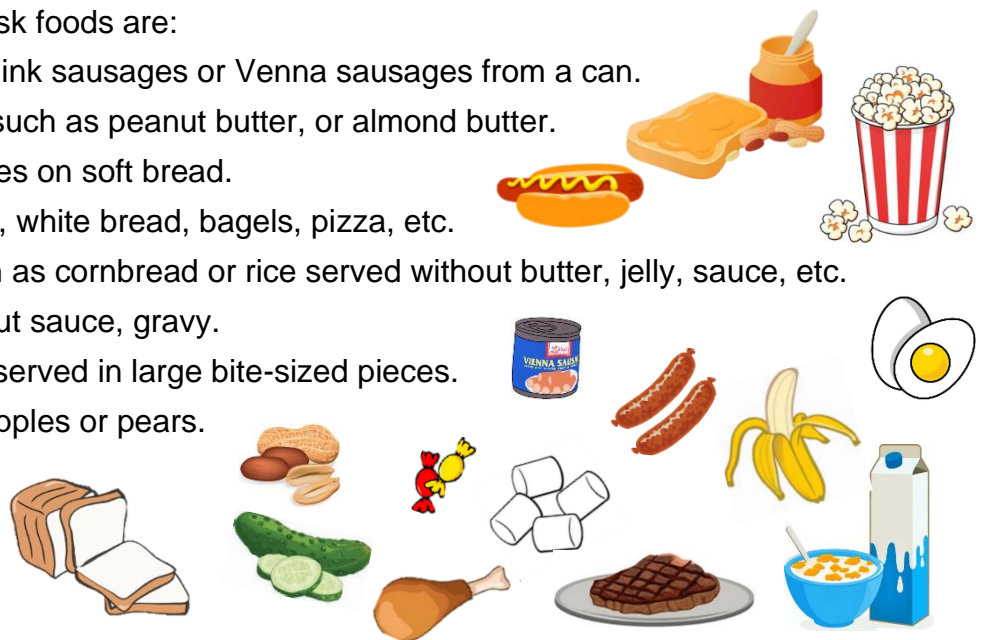 sk foods are:
ink sausages or Venna sausages from a can.
such as peanut butter, or almond butter.
es on soft bread.
, white bread, bagels, pizza, etc.
n as cornbread or rice served without butter, jelly, sauce, etc.
ut sauce, gravy.
served in large bite-sized pieces.
pples or pears.
VIENNA SAUSA